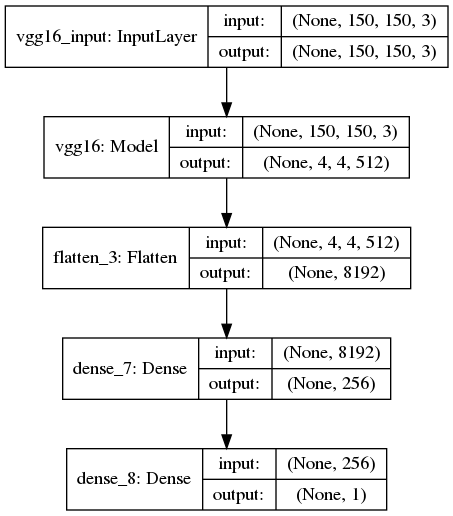 vgg16_input: InputLayer
input: (None, 150, 150, 3)
output: (None, 150, 150, 3)
vgg16: Model
input: (None, 150, 150, 3)
output: (None, 4, 4, 512)
flatten_3: Flatten
input: (None, 4, 4, 512)
output: (None, 8192)
dense_7: Dense
input: (None, 8192)
output: (None, 256)
dense_8: Dense
input: (None, 256)
output: (None, 1)